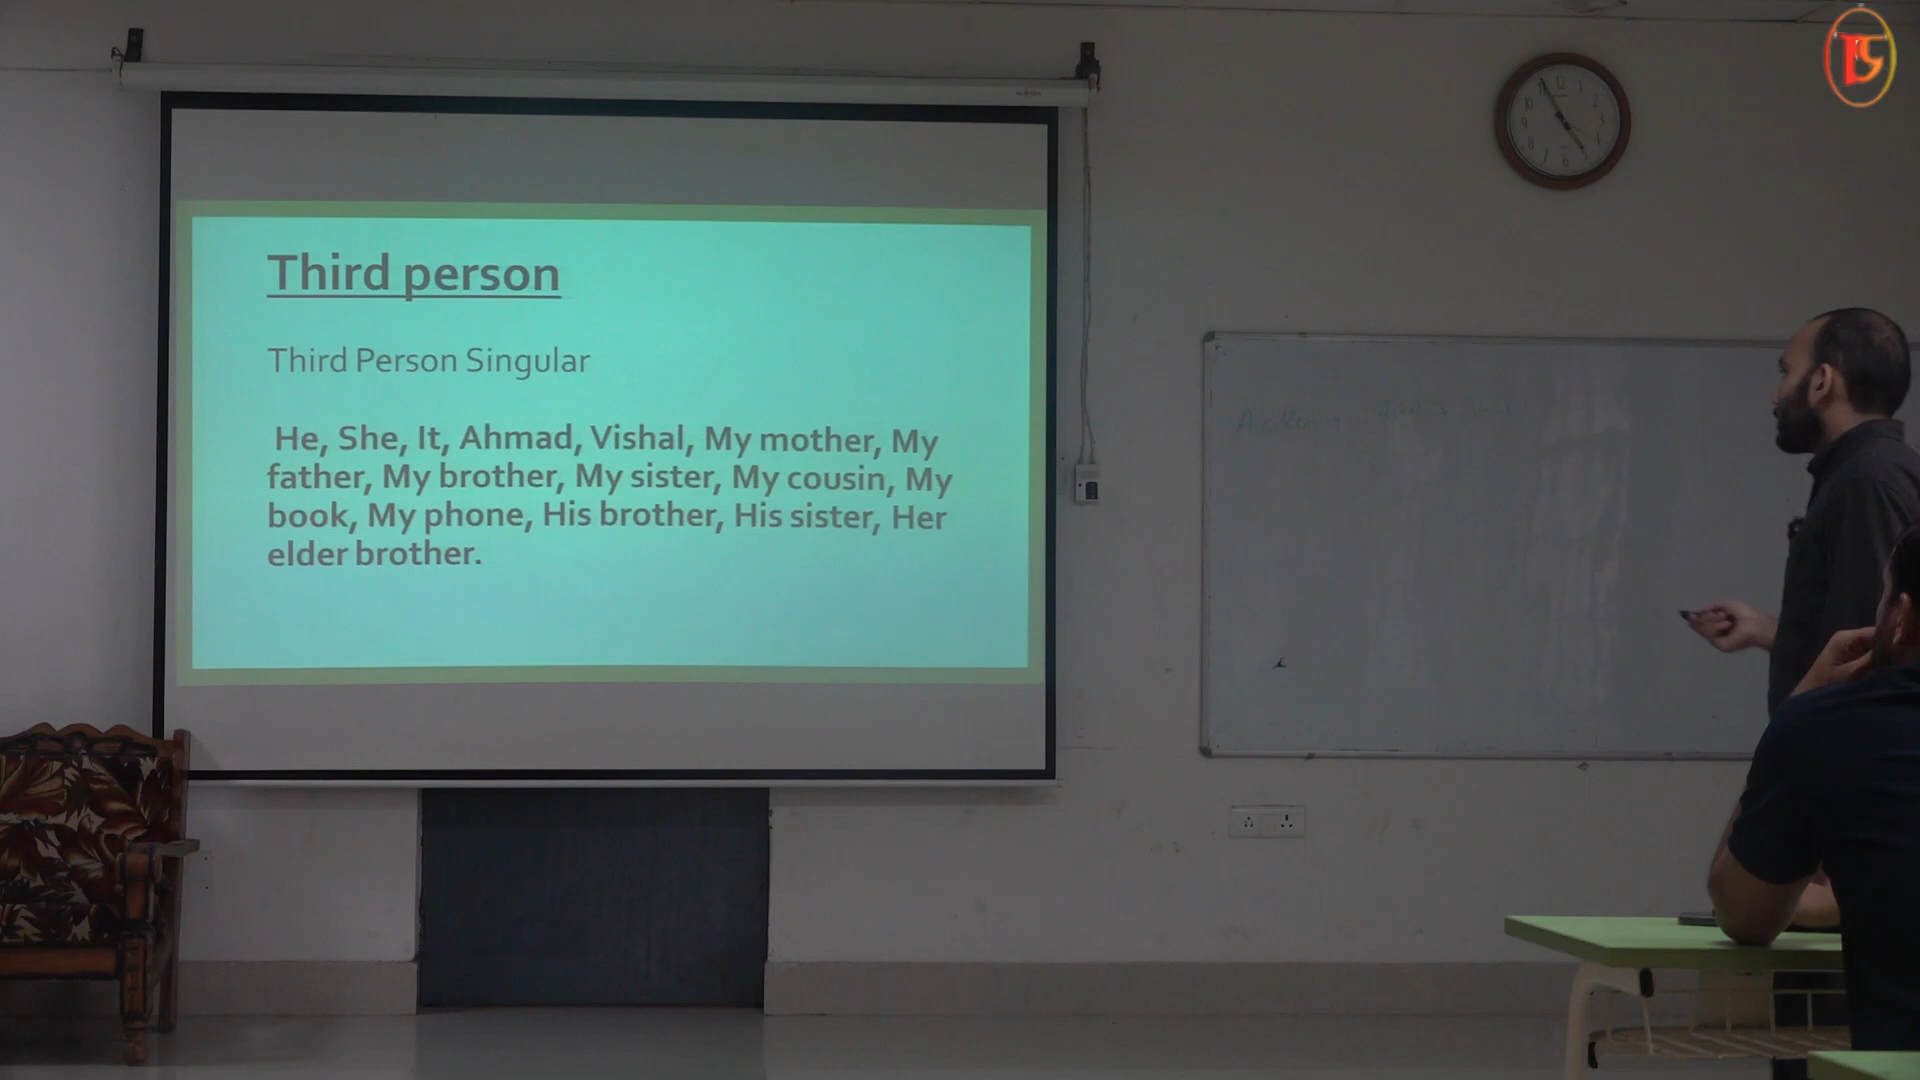 Third person
Third Person Singular
He, She, It, Ahmad, Vishal, My mother, My
father, My brother, My sister, My cousin, My
book, My phone, His brother, His sister, Her
elder brother.